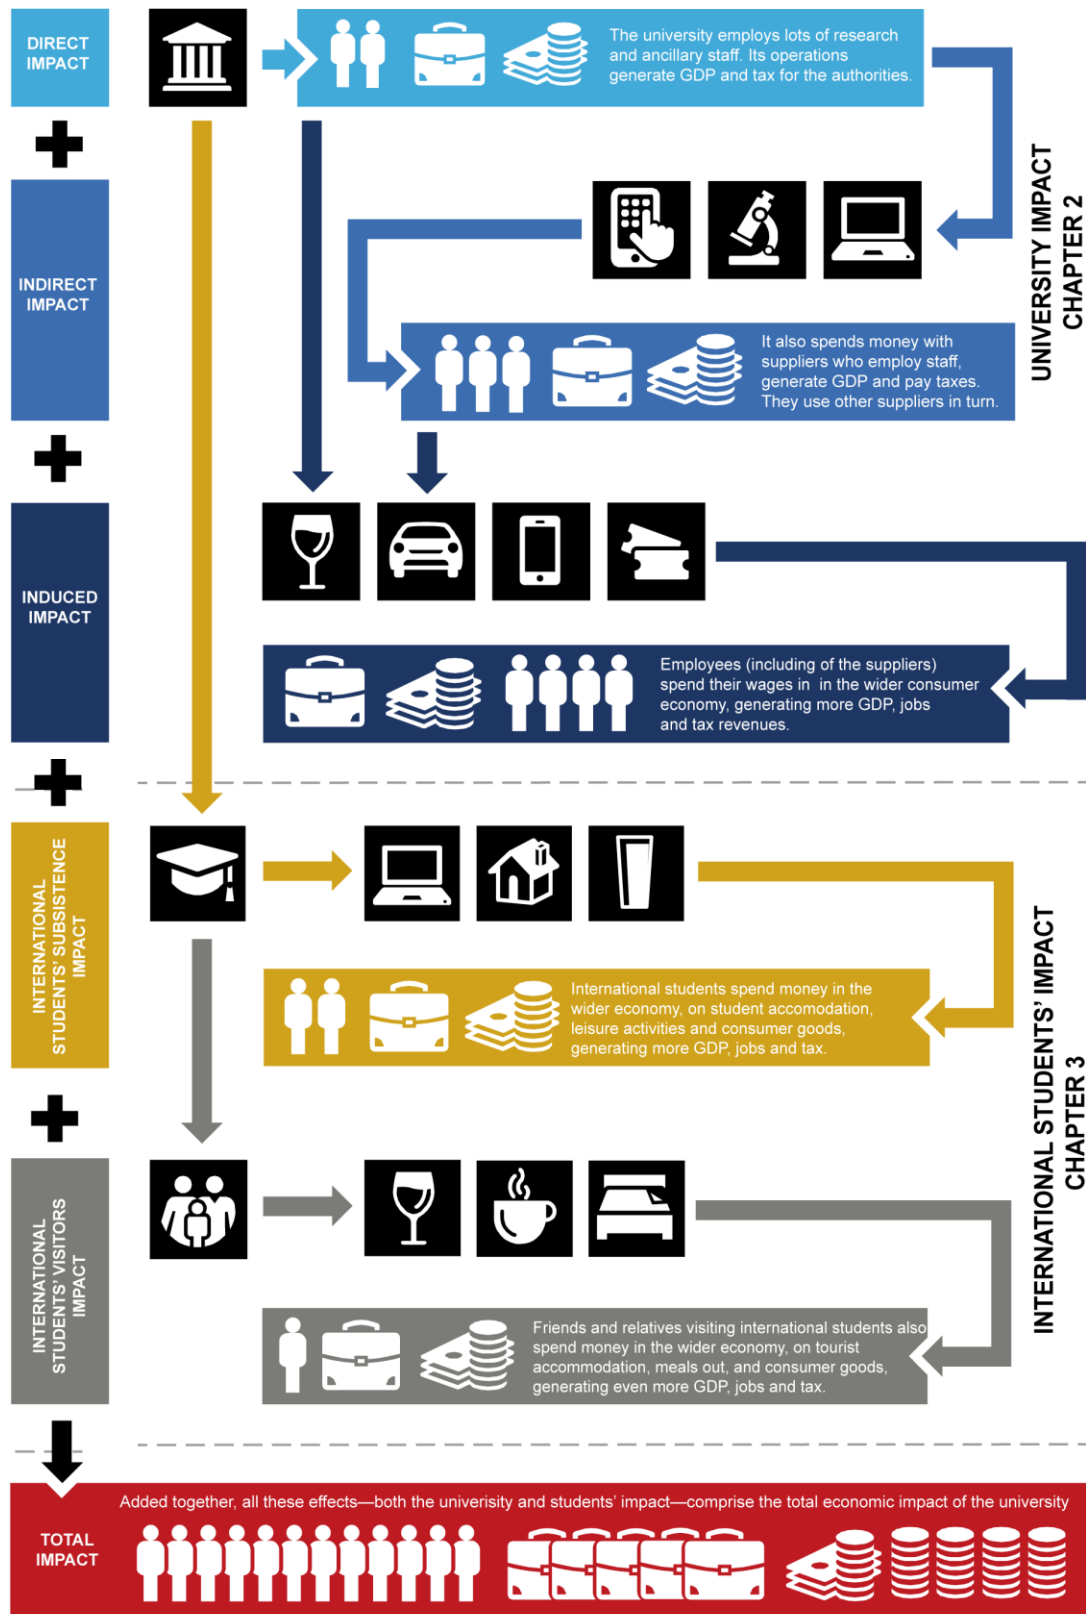 DIRECT
IMPACT
The university employs lots of research
and ancillary staff. Its operations
generate GDP and tax for the authorities.
UNIVERSITY IMPACT
CHAPTER 2
INDIRECT
IMPACT
It also spends money with
suppliers who employ staff,
generate GDP and pay taxes.
They use other suppliers in turn.
INDUCED
IMPACT
Employees (including of the suppliers)
spend their wages in  in the wider consumer
economy, generating more GDP, jobs
and tax revenues.
INTERNATIONAL
STUDENTS' SUBSISTENCE
IMPACT
International students spend money in the
wider economy, on student accomodation,
leisure activities and consumer goods,
generating more GDP, jobs and tax.
INTERNATIONAL STUDENTS' IMPACT
CHAPTER 3
INTERNATIONAL
STUDENTS' VISITORS
IMPACT
Friends and relatives visiting international students also
spend money in the wider economy, on tourist
accommodation, meals out, and consumer goods,
generating even more GDP, jobs and tax.
Added together, all these effects—both the univerisity and students' impact—comprise the total economic impact of the university
TOTAL
IMPACT